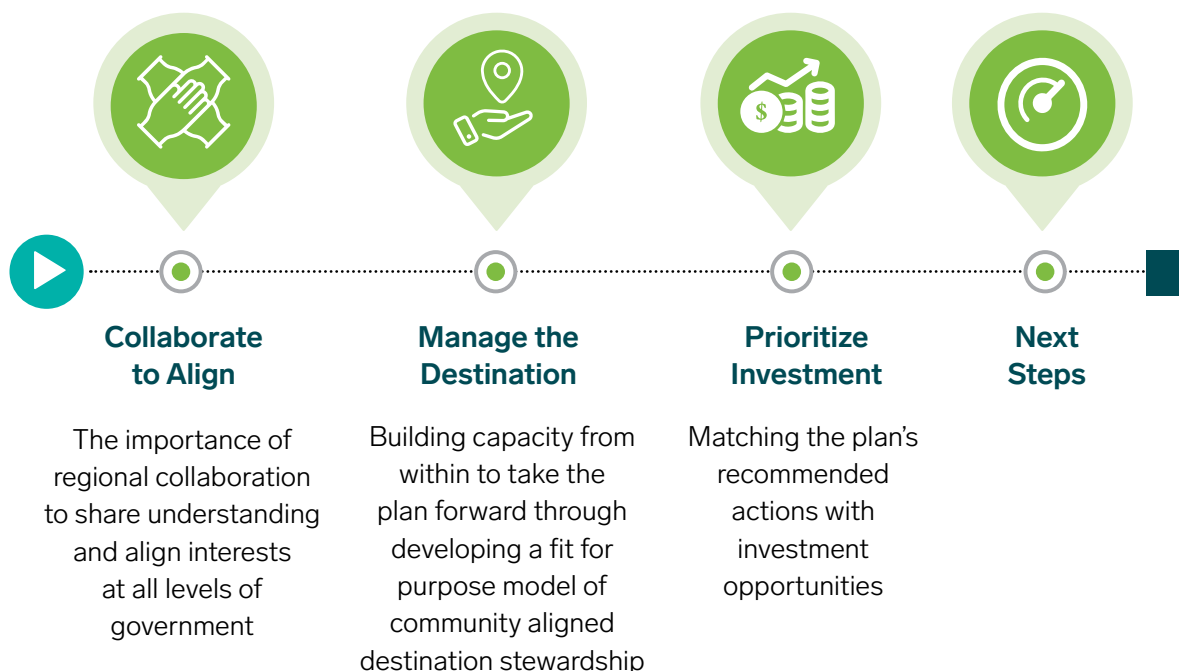 $
Collaborate
to Align
The importance of
regional collaboration
to share understanding
and align interests
at all levels of
government
Manage the
Destination
Building capacity from
within to take the
plan forward through
developing a fit for
purpose model of
community aligned
destination stewardship
Prioritize
Investment
Matching the plan's
recommended
actions with
investment
opportunities
Next
Steps